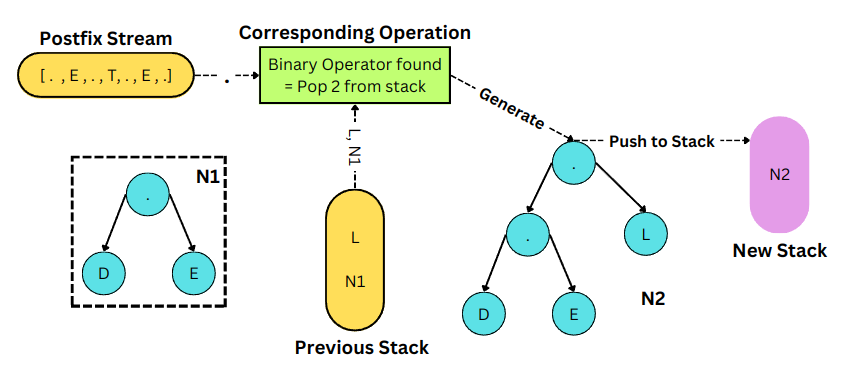 Postfix Stream
[ . , E , . , T, . , E , .]
.
Corresponding Operation
Binary Operator found
= Pop 2 from stack
Generate
Push to Stack
N2
New Stack
L, N1
L
N1
Previous Stack
N1
.
D
E
.
.
L
D
E
N2